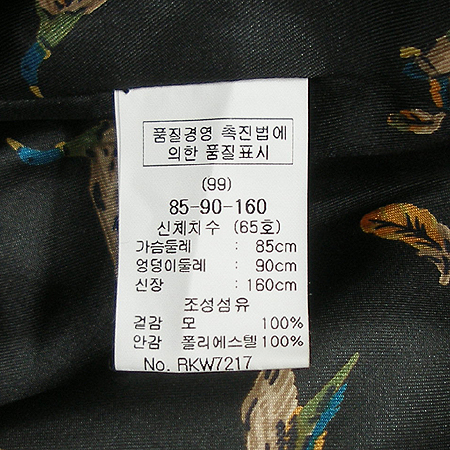 품질경영 촉진법에
의한 품질표시
(99)
85-90-160
신체치수 (65호)
가슴둘레 : 85cm
엉덩이둘레 : 90cm
신장 : 160cm
조성섬유
겉감 모 100%
안감 폴리에스텔 100%
No. RKW7217